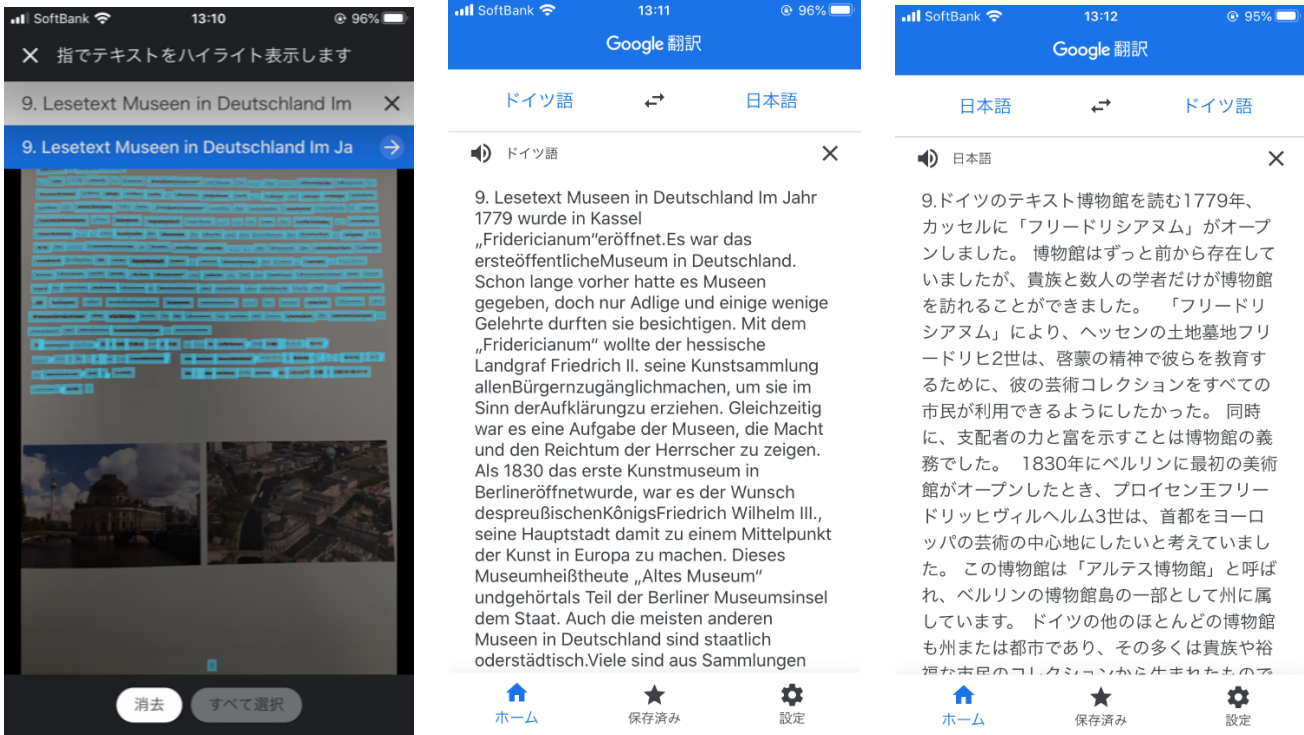 SoftBank 13:10 96%
指でテキストをハイライト表示します
9. Lesetext Museen in Deutschland Im
9. Lesetext Museen in Deutschland Im Ja
消去 すべて選択
SoftBank 13:11 96%
Google 翻訳
ドイツ語 日本語
ドイツ語
9. Lesetext Museen in Deutschland Im Jahr
1779 wurde in Kassel
„Fridericianum“eröffnet.Es war das
ersteöffentlicheMuseum in Deutschland.
Schon lange vorher hatte es Museen
gegeben, doch nur Adlige und einige wenige
Gelehrte durften sie besichtigen. Mit dem
„Fridericianum“ wollte der hessische
Landgraf Friedrich II. seine Kunstsammlung
allenBürgernzugänglichmachen, um sie im
Sinn derAufklärungzu erziehen. Gleichzeitig
war es eine Aufgabe der Museen, die Macht
und den Reichtum der Herrscher zu zeigen.
Als 1830 das erste Kunstmuseum in
Berlineröffnetwurde, war es der Wunsch
despreußischenKônigsFriedrich Wilhelm III.,
seine Hauptstadt damit zu einem Mittelpunkt
der Kunst in Europa zu machen. Dieses
Museumheißtheute „Altes Museum“
undgehörtals Teil der Berliner Museumsinsel
dem Staat. Auch die meisten anderen
Museen in Deutschland sind staatlich
oderstädtisch.Viele sind aus Sammlungen
ホーム 保存済み 設定
SoftBank 13:12 95%
Google 翻訳
日本語 ドイツ語
日本語
9.ドイツのテキスト博物館を読む1779年、
カッセルに「フリードリシアヌム」がオープ
ンしました。 博物館はずっと前から存在して
いましたが、貴族と数人の学者だけが博物館
を訪れることができました。 「フリードリ
シアヌム」により、ヘッセンの土地墓地フリ
ードリヒ2世は、啓蒙の精神で彼らを教育す
るために、彼の芸術コレクションをすべての
市民が利用できるようにしたかった。 同時
に、支配者の力と富を示すことは博物館の義
務でした。 1830年にベルリンに最初の美術
館がオープンしたとき、プロイセン王フリー
ドリッヒヴィルヘルム3世は、首都をヨーロ
ッパの芸術の中心地にしたいと考えていまし
た。 この博物館は「アルテス博物館」と呼ば
れ、ベルリンの博物館島の一部として州に属
しています。 ドイツの他のほとんどの博物館
も州または都市であり、その多くは貴族や裕
福な市民のコレクションから生まれたもので
ホーム 保存済み 設定